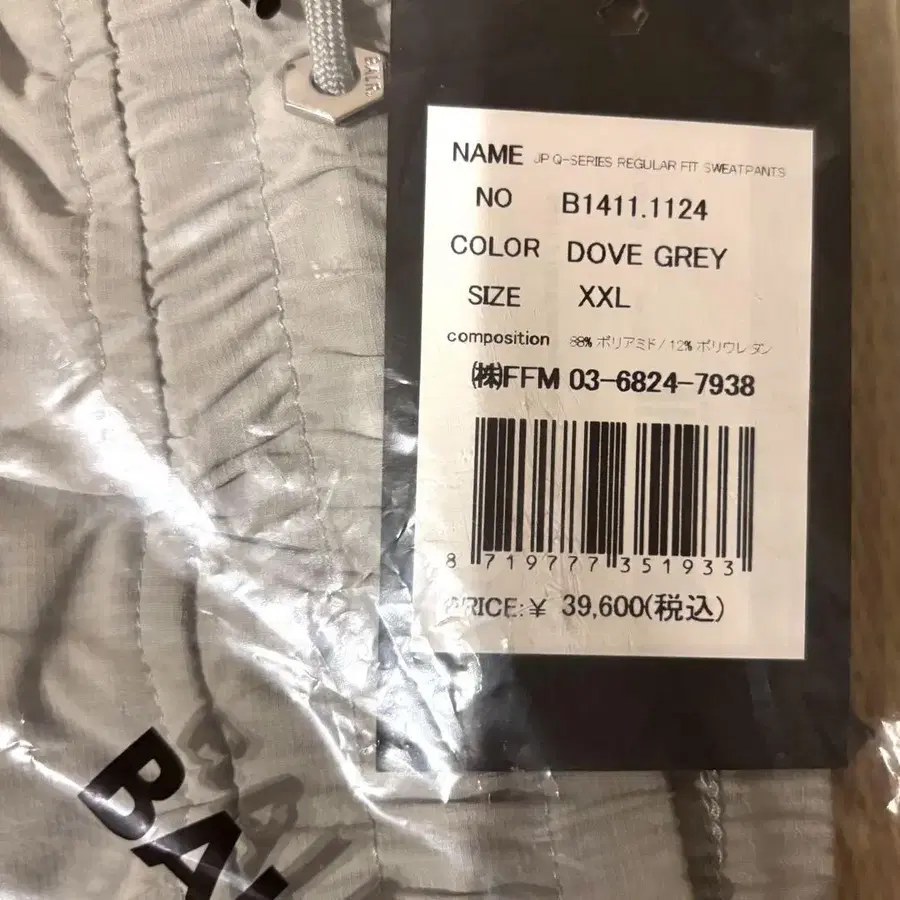 BALR
NAME JP Q-SERIES REGULAR FIT SWEATPANTS
NO B1411.1124
COLOR DOVE GREY
SIZE XXL
composition 88% ポリアミド/12% ポリウレタン
㈱FFM 03-6824-7938
8 719777 351933
PRICE:¥ 39,600(税込)
BAL